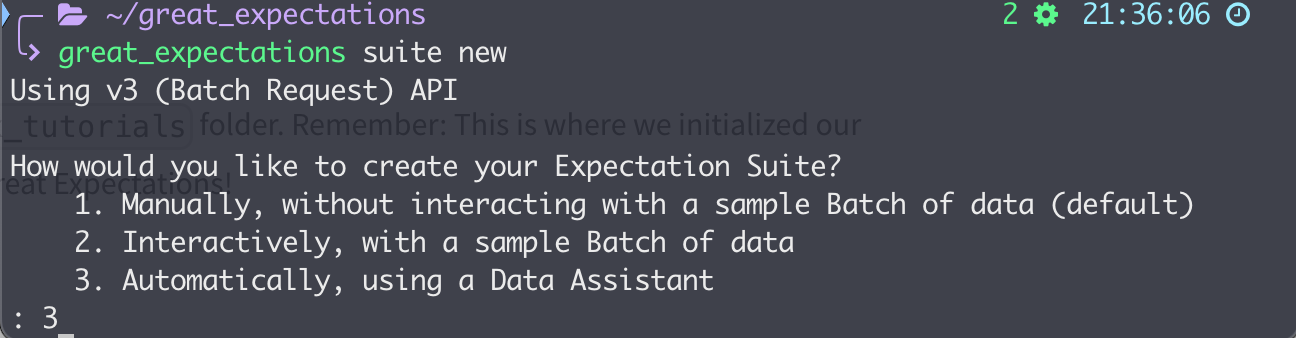 ~/great_expectations 2 21:36:06
great_expectations suite new
Using v3 (Batch Request) API
_tutorials folder. Remember: This is where we initialized our
How would you like to create your Expectation Suite?
reat Expectations!
1. Manually, without interacting with a sample Batch of data (default)
2. Interactively, with a sample Batch of data
3. Automatically, using a Data Assistant
: 3